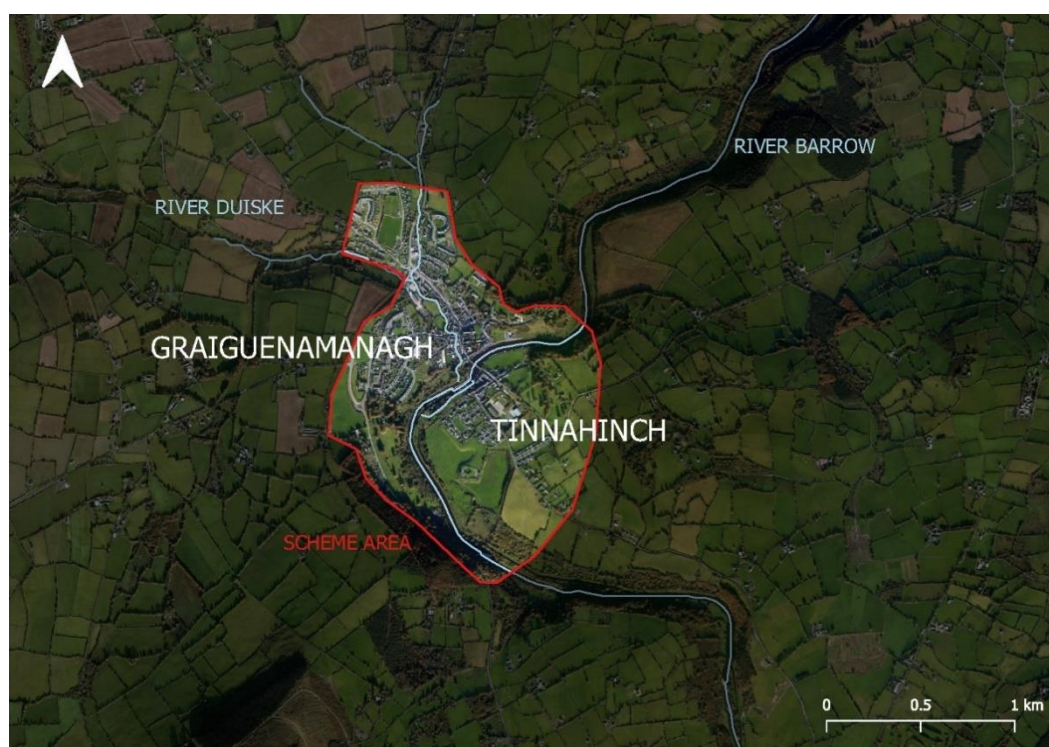 RIVER BARROW
RIVER DUISKE
GRAIGUENAMANAGH
TINNAHINCH
SCHEME AREA
0 0.5 1 km